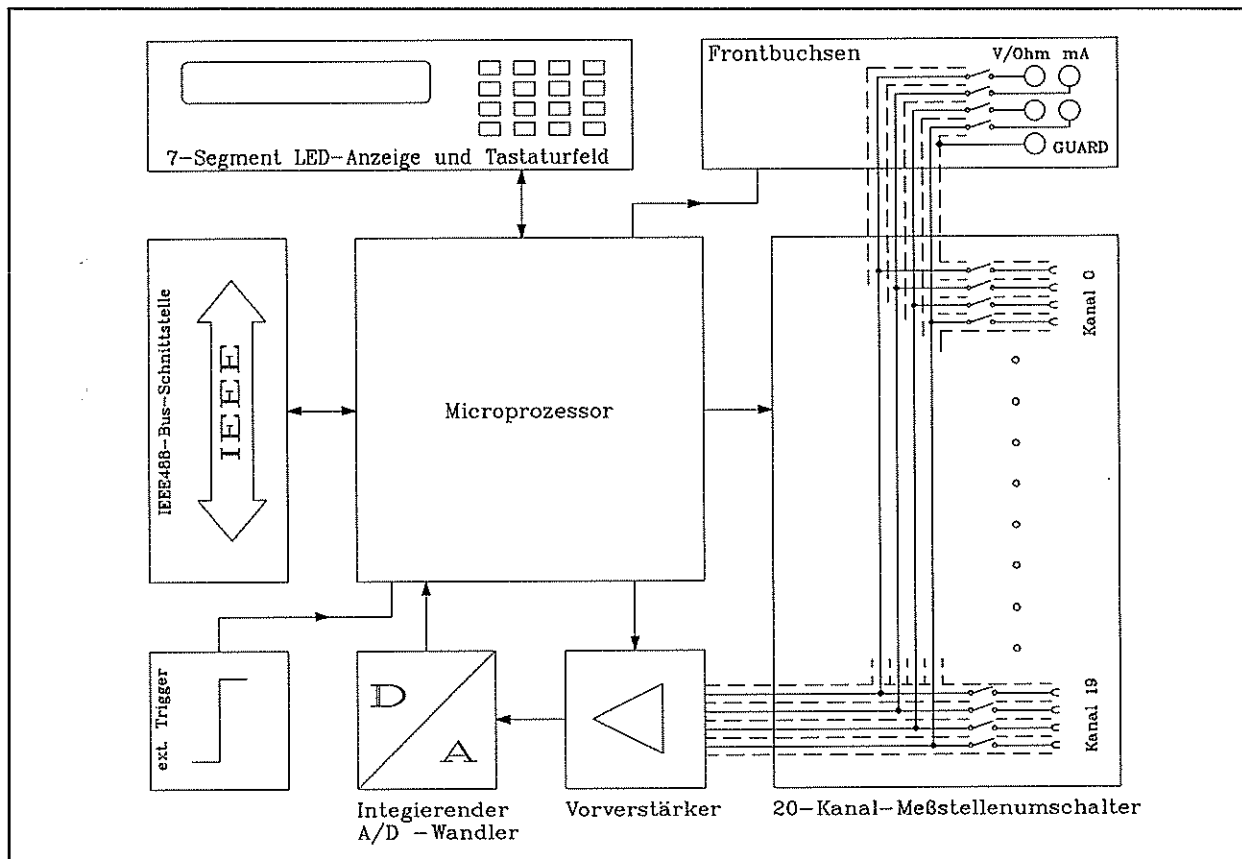 Frontbuchsen
V/Ohm mA
GUARD
7-Segment LED-Anzeige und Tastaturfeld
IEEE488-Bus-Schnittstelle
IEEE
Microprozessor
Kanal 0
ext. Trigger
D
A
Kanal 19
Integierender
A/D -Wandler
Vorverstärker
20-Kanal-Meßstellenumschalter